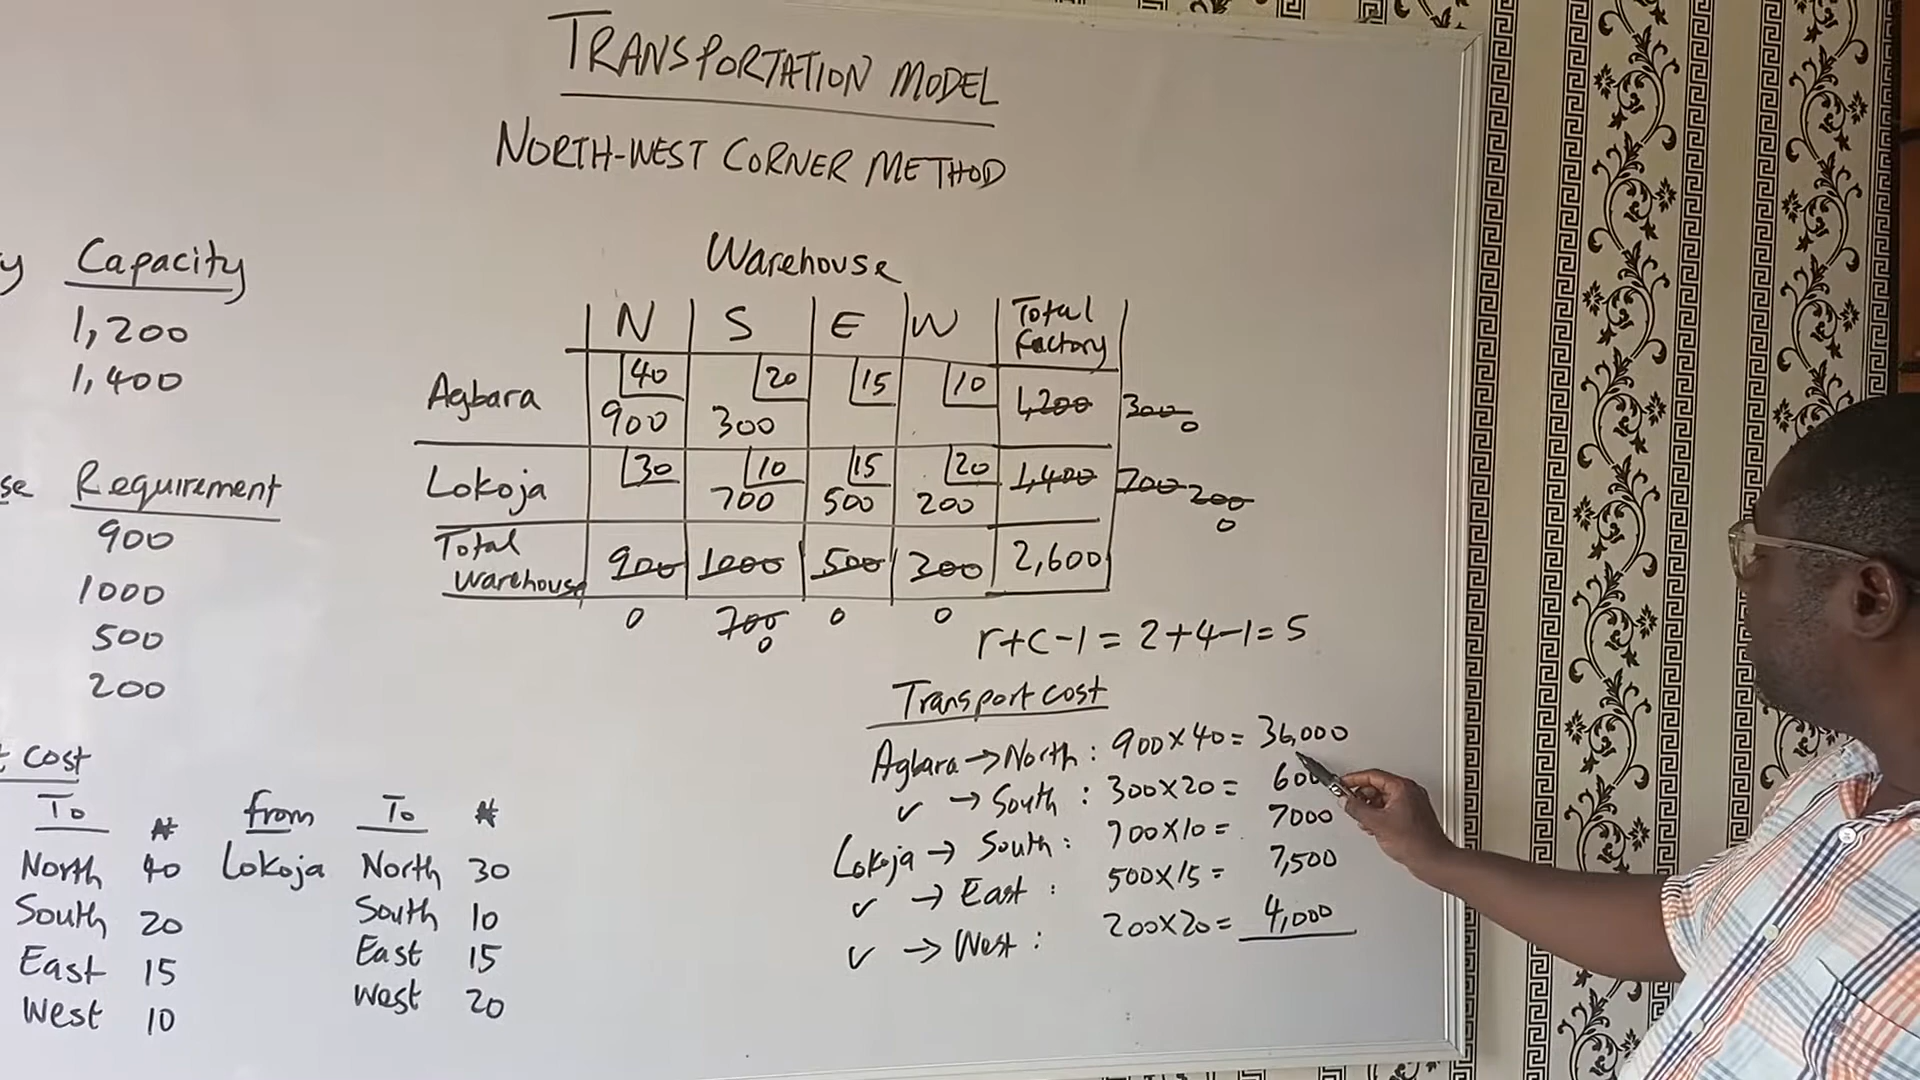 TRANSPORTATION MODEL
NORTH-WEST CORNER METHOD
y Capacity
1,200
1,400
se Requirement
900
1000
500
200
t cost
To ₦ from To ₦
North 40 Lokoja North 30
South 20 South 10
East 15 East 15
West 10 West 20
Warehouse
N S E W Total factory
Agbara 40 20 15 10
900 300 1,200 300 0
Lokoja 30 10 15 20
700 500 200 1,400 700 200 0
Total warehouse 900 1000 500 200 2,600
0 700 0 0
0
r+c-1 = 2+4-1 = 5
Transport cost
Agbara → North : 900 x 40 = 36,000
✓ → South : 300 x 20 = 600
Lokoja → South : 700 x 10 = 7000
✓ → East : 500 x 15 = 7,500
✓ → West : 200 x 20 = 4,000